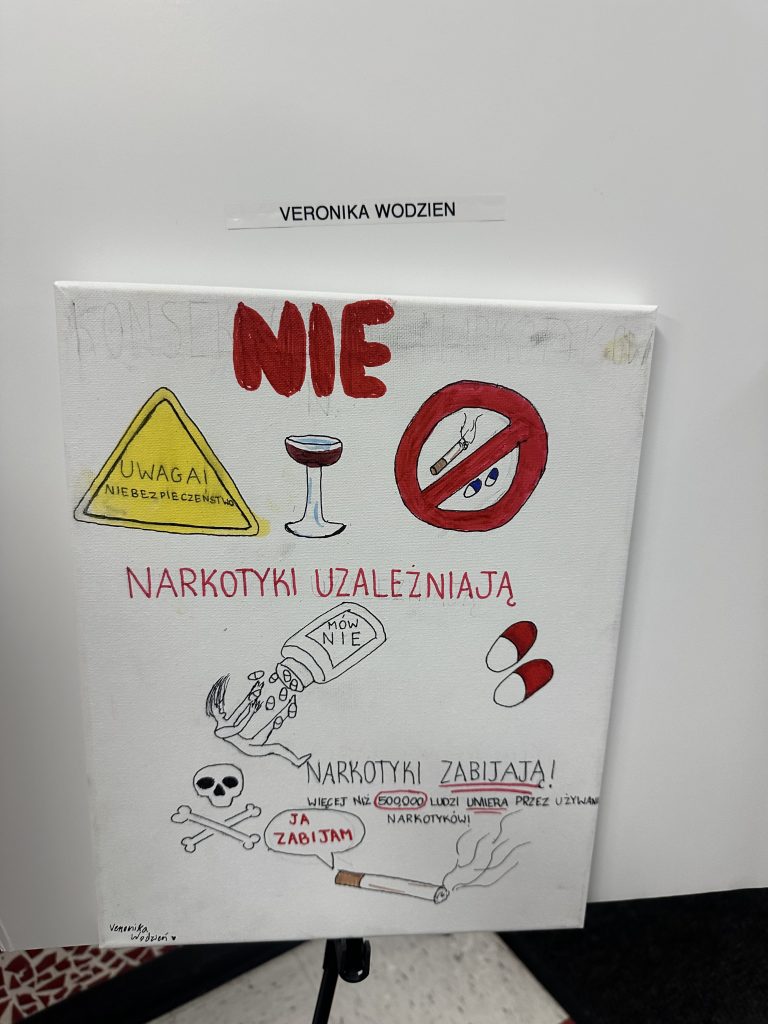 VERONIKA WODZIEN
NIE
UWAGA!
NIEBEZPIECZEŃSTWO
NARKOTYKI UZALEŻNIAJĄ
MÓW
NIE
NARKOTYKI ZABIJAJĄ!
WIĘCEJ NIŻ 500,000 LUDZI UMIERA PRZEZ UŻYWANI
NARKOTYKÓW!
JA
ZABIJAM
Veronika
Wodzień